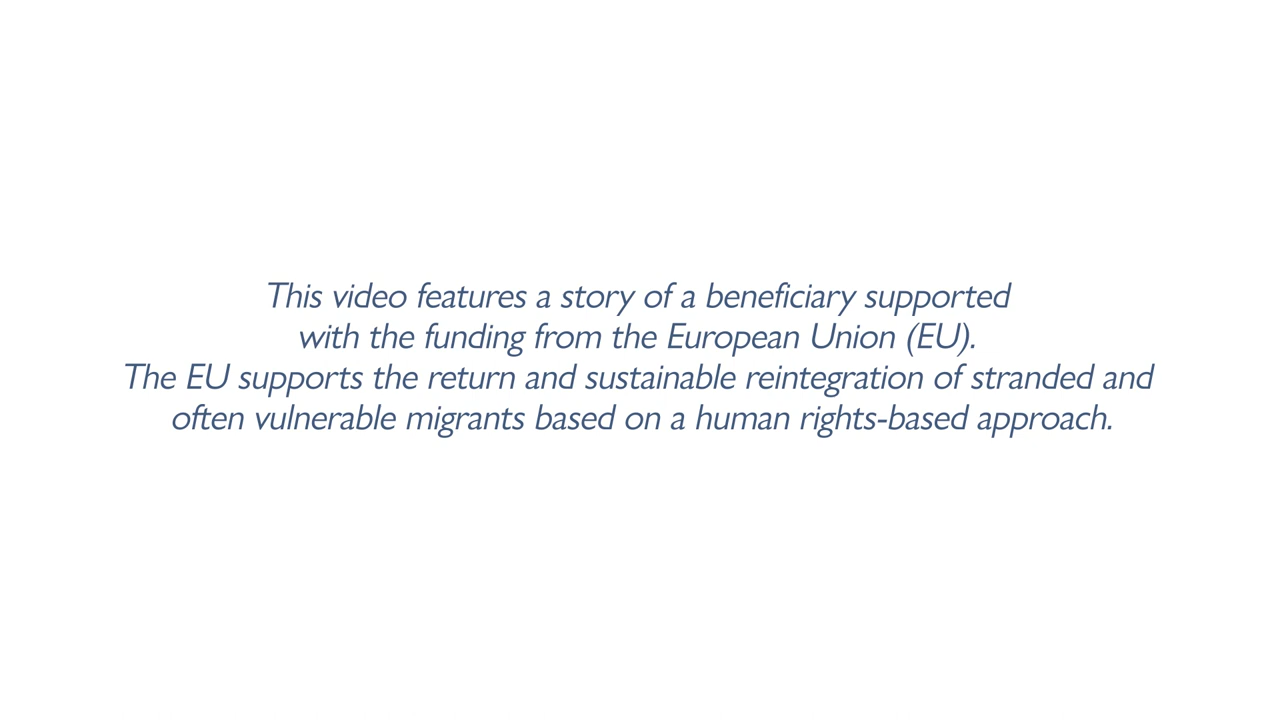 This video features a story of a beneficiary supported
with the funding from the European Union (EU).
The EU supports the return and sustainable reintegration of stranded and
often vulnerable migrants based on a human rights-based approach.